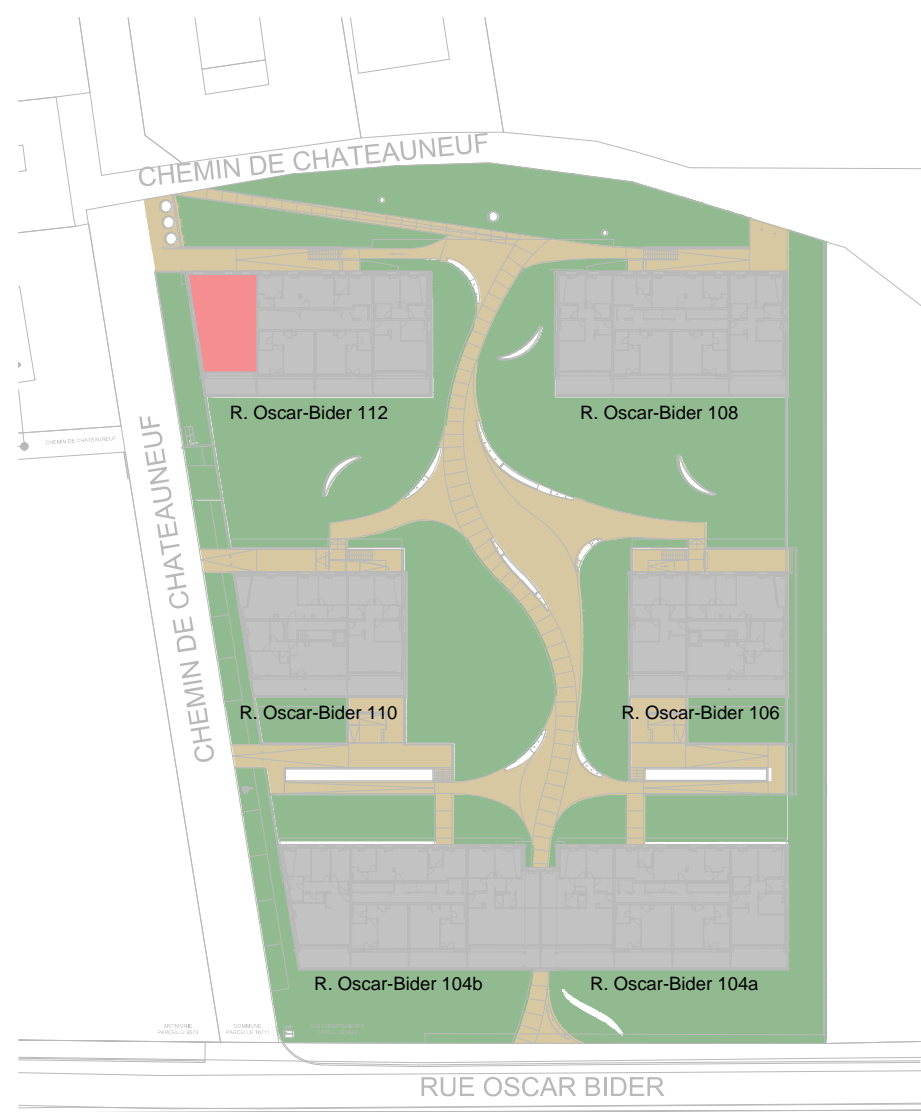 CHEMIN DE CHATEAUNEUF
R. Oscar-Bider 112
R. Oscar-Bider 108
CHEMIN DE CHATEAUNEUF
CHEMIN DE CHATEAUNEUF
R. Oscar-Bider 110
R. Oscar-Bider 106
R. Oscar-Bider 104b
R. Oscar-Bider 104a
COMMUNE
RUE OSCAR BIDER